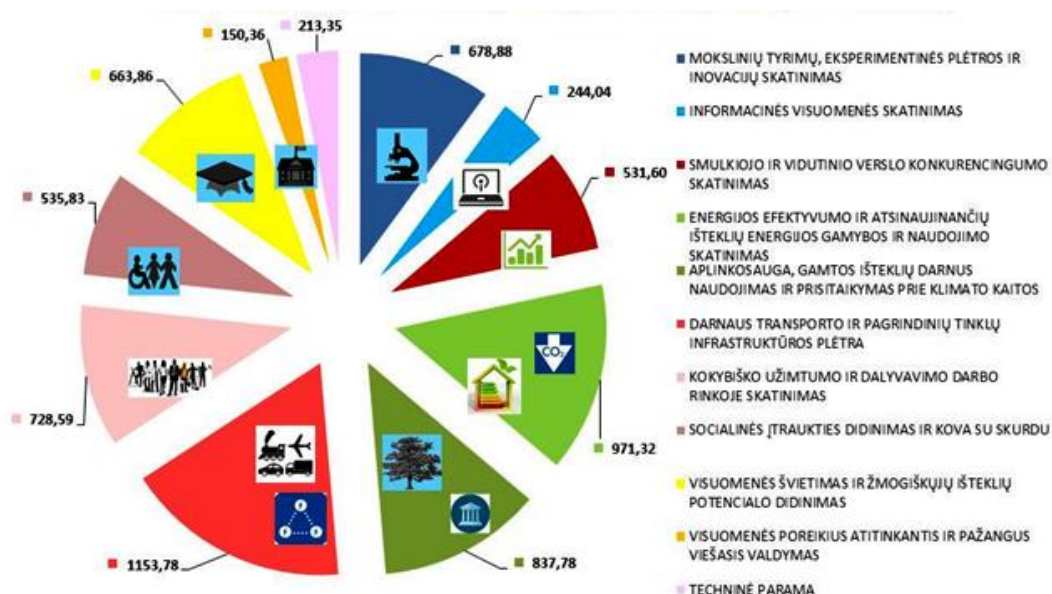 213,35
150,36
678,88
663,86
244,04
531,60
535,83
728,59
971,32
1153,78
837,78
CO₂
MOKSLINIŲ TYRIMŲ, EKSPERIMENTINĖS PLĖTROS IR
INOVACIJŲ SKATINIMAS
INFORMACINĖS VISUOMENĖS SKATINIMAS
SMULKIOJO IR VIDUTINIO VERSLO KONKURENCINGUMO
SKATINIMAS
ENERGIJOS EFEKTYVUMO IR ATSINAUJINANČIŲ
IŠTEKLIŲ ENERGIJOS GAMYBOS IR NAUDOJIMO
SKATINIMAS
APLINKOSAUGA, GAMTOS IŠTEKLIŲ DARNUS
NAUDOJIMAS IR PRISITAIKYMAS PRIE KLIMATO KAITOS
DARNAUS TRANSPORTO IR PAGRINDINIŲ TINKLŲ
INFRASTRUKTŪROS PLĖTRA
KOKYBIŠKO UŽIMTUMO IR DALYVAVIMO DARBO
RINKOJE SKATINIMAS
SOCIALINĖS ĮTRAUKTIES DIDINIMAS IR KOVA SU SKURDU
VISUOMENĖS ŠVIETIMAS IR ŽMOGIŠKŲJŲ IŠTEKLIŲ
POTENCIALO DIDINIMAS
VISUOMENĖS POREIKIUS ATITINKANTIS IR PAŽANGUS
VIEŠASIS VALDYMAS
TECHNINĖ PARAMA